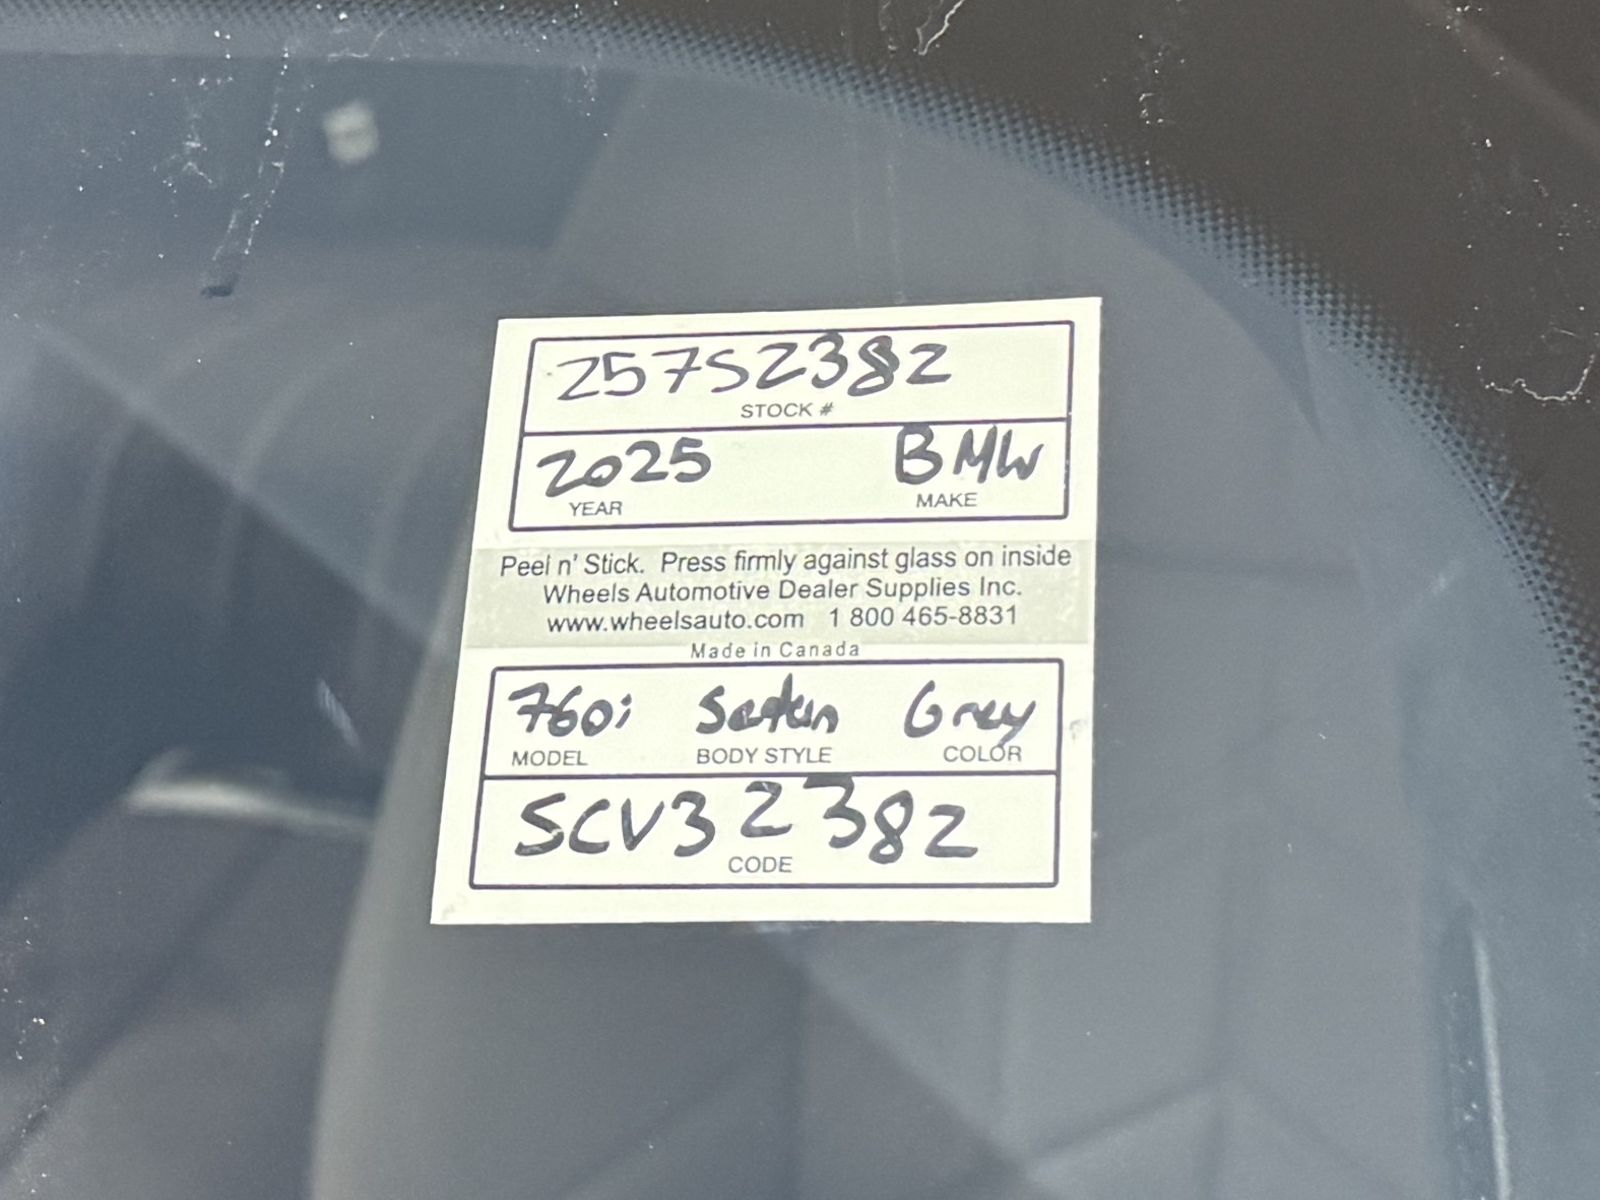 257S2382
STOCK #
2025 BMW
YEAR MAKE
Peel n' Stick. Press firmly against glass on inside
Wheels Automotive Dealer Supplies Inc.
www.wheelsauto.com 1 800 465-8831
Made in Canada
760i Sedan Grey
MODEL BODY STYLE COLOR
SCV32382
CODE